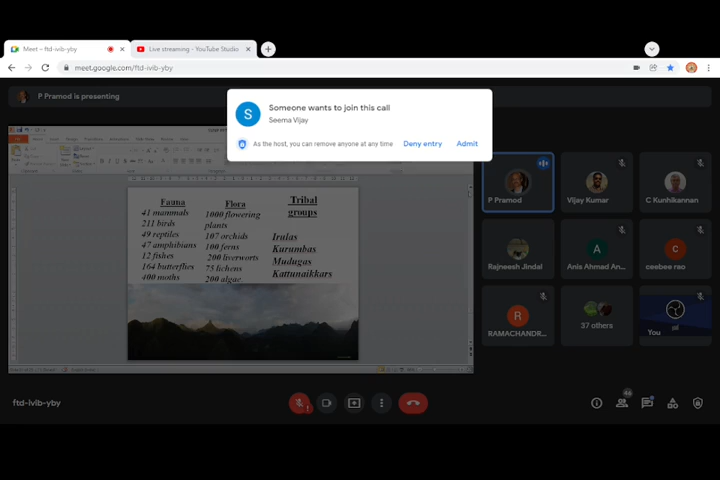 Meet – ftd-ivib-yby
Live streaming - YouTube Studio
meet.google.com/ftd-ivib-yby
P Pramod is presenting
S
Someone wants to join this call
Seema Vijay
As the host, you can remove anyone at any time
Deny entry
Admit
Fauna
41 mammals
211 birds
49 reptiles
47 amphibians
12 fishes
164 butterflies
400 moths
Flora
1000 flowering
plants
107 orchids
100 ferns
200 liverworts
75 lichens
200 algae
Tribal
groups
Irulas
Kurumbas
Mudugas
Kattunaikkars
P Pramod
Vijay Kumar
C Kunhikannan
Rajneesh Jindal
A
Anis Ahmad An...
C
ceebee rao
R
RAMACHANDR...
37 others
You
ftd-ivib-yby